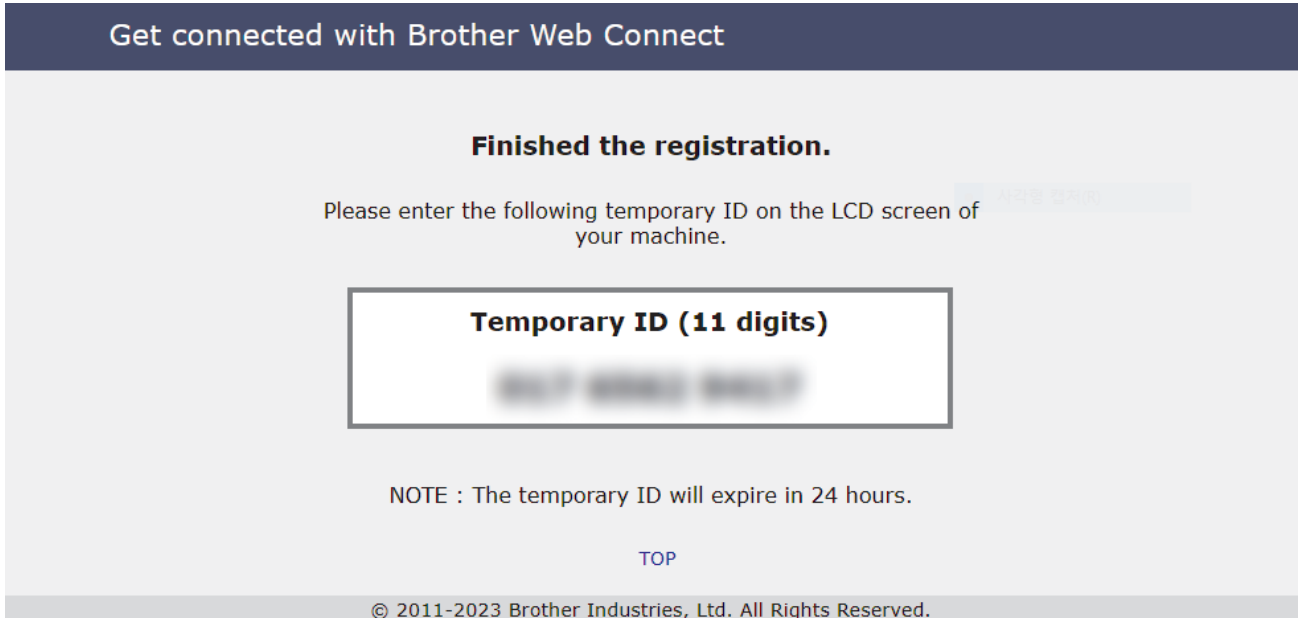 Get connected with Brother Web Connect
Finished the registration.
Please enter the following temporary ID on the LCD screen of
your machine.
Temporary ID (11 digits)
NOTE : The temporary ID will expire in 24 hours.
TOP
© 2011-2023 Brother Industries, Ltd. All Rights Reserved.